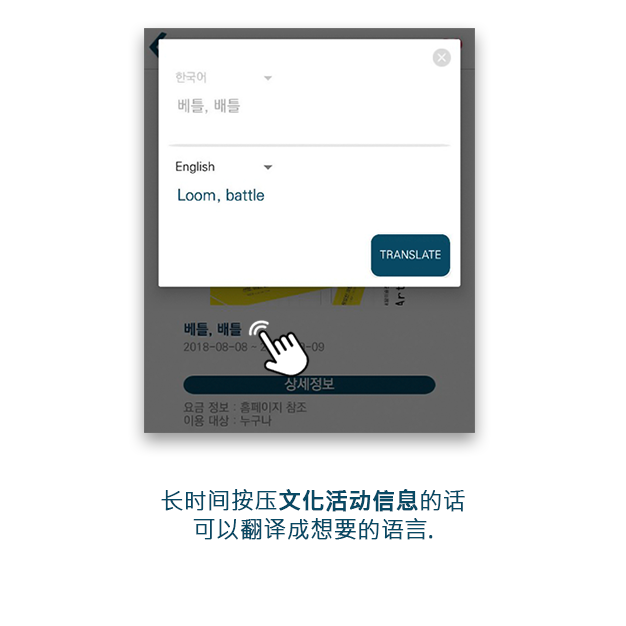 한국어
베틀, 배틀
English
Loom, battle
TRANSLATE
Art
베틀, 배틀
2018-08-08 - 2 9-09
상세정보
요금 정보 : 홈페이지 참조
이용 대상 : 누구나
长时间按压文化活动信息的话
可以翻译成想要的语言.